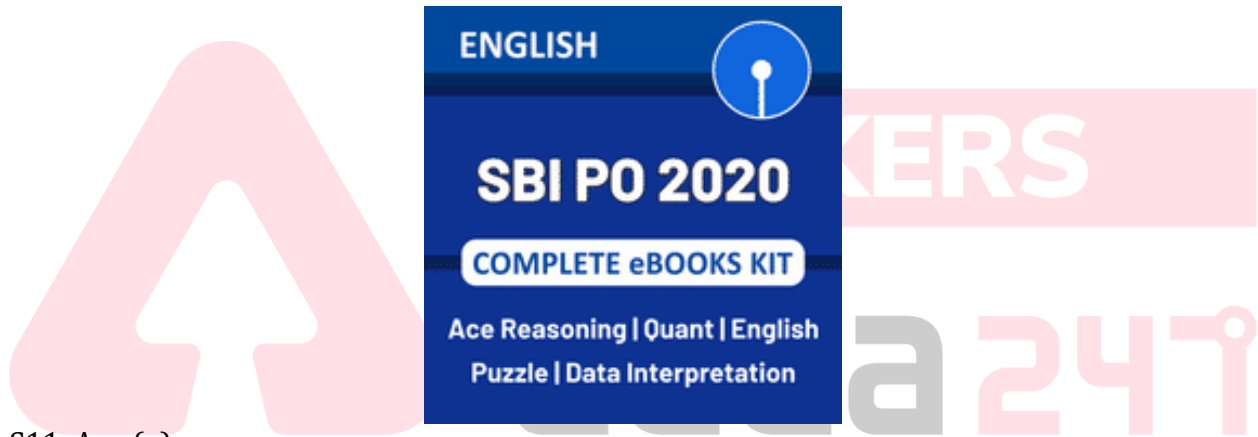 ENGLISH
SBI PO 2020
COMPLETE eBOOKS KIT
Ace Reasoning | Quant | English
Puzzle | Data Interpretation
KERS
247